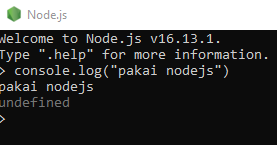 Node.js
Welcome to Node.js v16.13.1.
Type ".help" for more information.
> console.log("pakai nodejs")
pakai nodejs
undefined
>